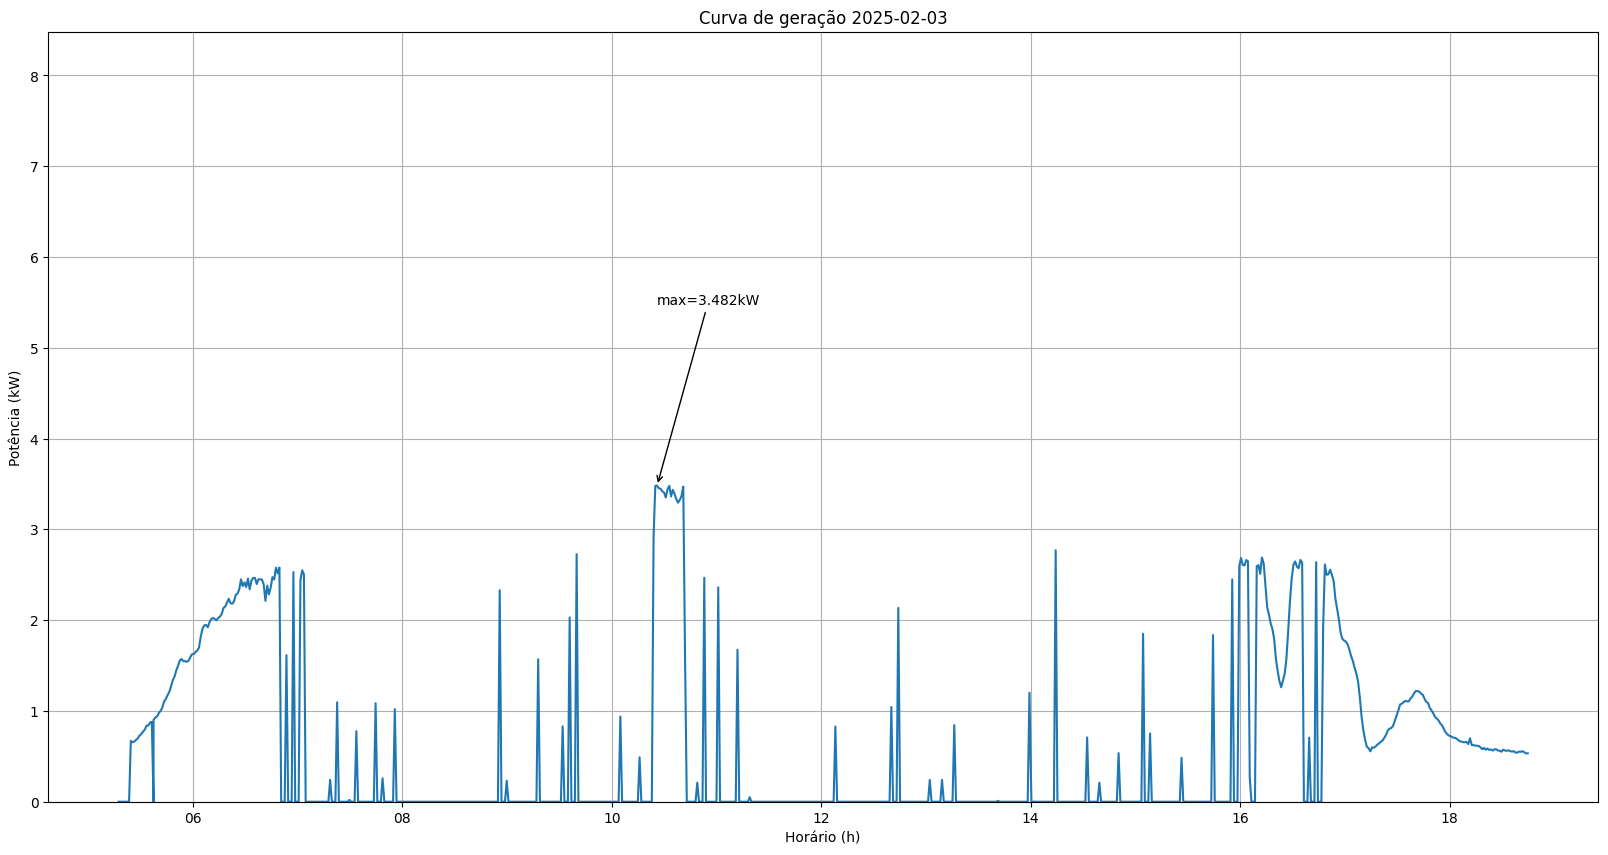 Curva de geração 2025-02-03
8
7
6
5
4
3
2
1
0
Potência (kW)
max=3.482kW
06 08 10 12 14 16 18
Horário (h)